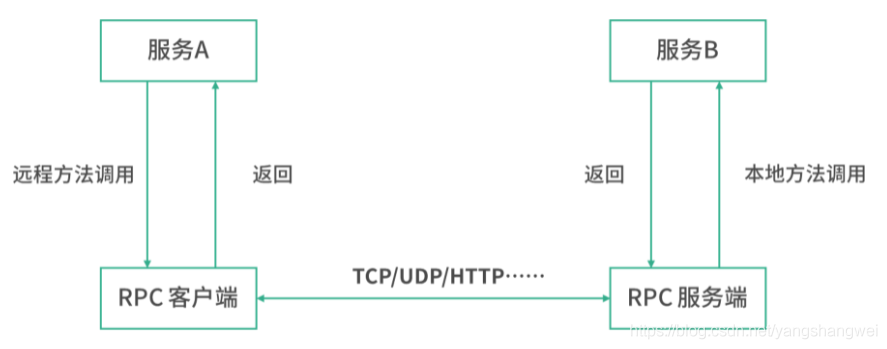 服务A
服务B
远程方法调用
返回
返回
本地方法调用
TCP/UDP/HTTP……
RPC 客户端
RPC 服务端
https://blog.csdn.net/yangshangwei